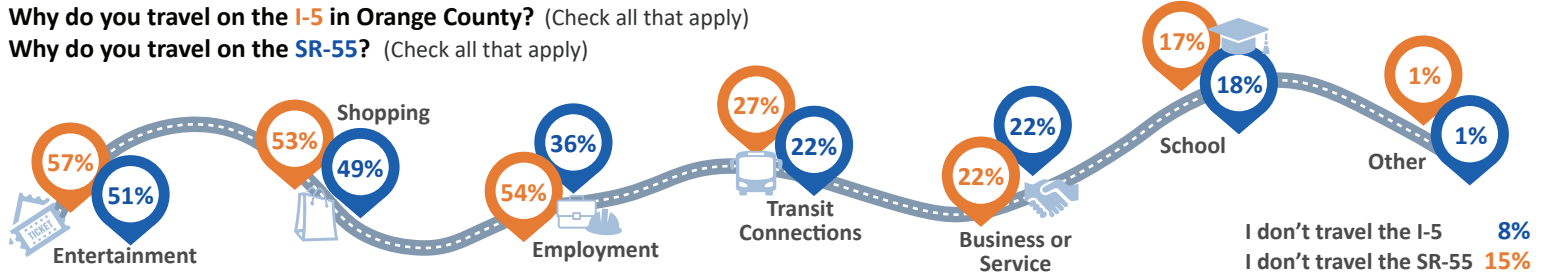 Why do you travel on the I-5 in Orange County? (Check all that apply)
Why do you travel on the SR-55? (Check all that apply)
57%
51%
TICKET
Entertainment
Shopping
53%
49%
36%
54%
Employment
27%
22%
Transit
Connections
22%
22%
Business or
Service
17%
18%
School
1%
1%
Other
I don't travel the I-5 8%
I don't travel the SR-55 15%